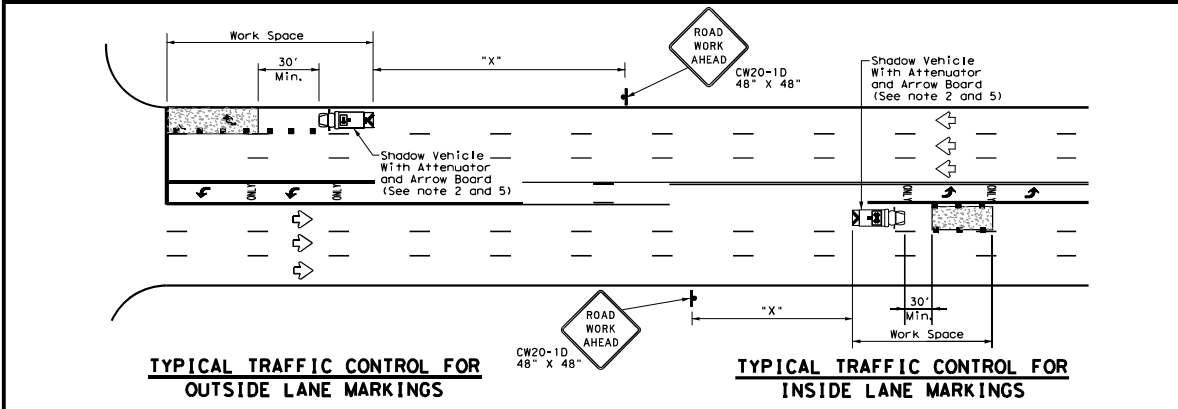 Work Space
30'
Min.
"X"
ROAD
WORK
AHEAD
CW20-1D
48" X 48"
Shadow Vehicle
With Attenuator
and Arrow Board
(See note 2 and 5)
Shadow Vehicle
With Attenuator
and Arrow Board
(See note 2 and 5)
ONLY
ONLY
ONLY
ONLY
ROAD
WORK
AHEAD
CW20-1D
48" X 48"
"X"
30'
Min.
Work Space
TYPICAL TRAFFIC CONTROL FOR
OUTSIDE LANE MARKINGS
TYPICAL TRAFFIC CONTROL FOR
INSIDE LANE MARKINGS